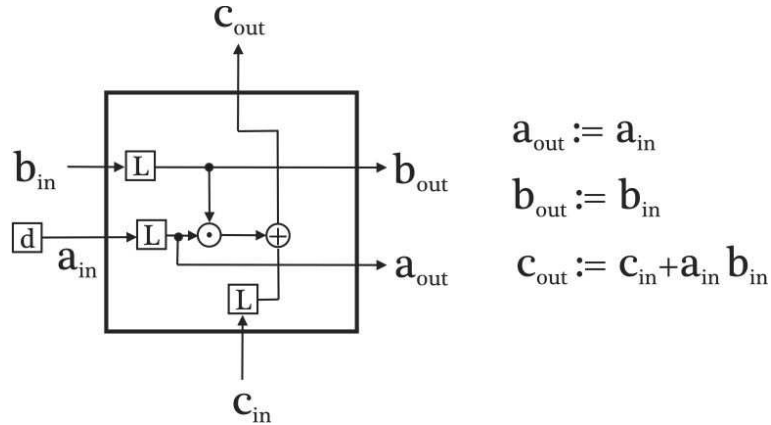 c_out
b_in
L
b_out
d
a_in
L
a_out
L
c_in
a_out := a_in
b_out := b_in
c_out := c_in+a_in b_in